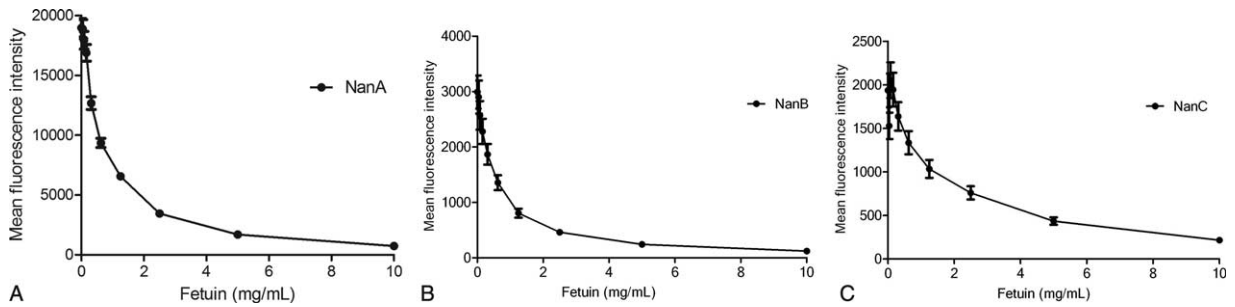 20000
15000
10000
5000
0
Mean fluorescence intensity
NanA
0 2 4 6 8 10
Fetuin (mg/mL)
A
4000
3000
2000
1000
0
Mean fluorescence intensity
NanB
0 2 4 6 8 10
Fetuin (mg/mL)
B
2500
2000
1500
1000
500
0
Mean fluorescence intensity
NanC
0 2 4 6 8 10
Fetuin (mg/mL)
C